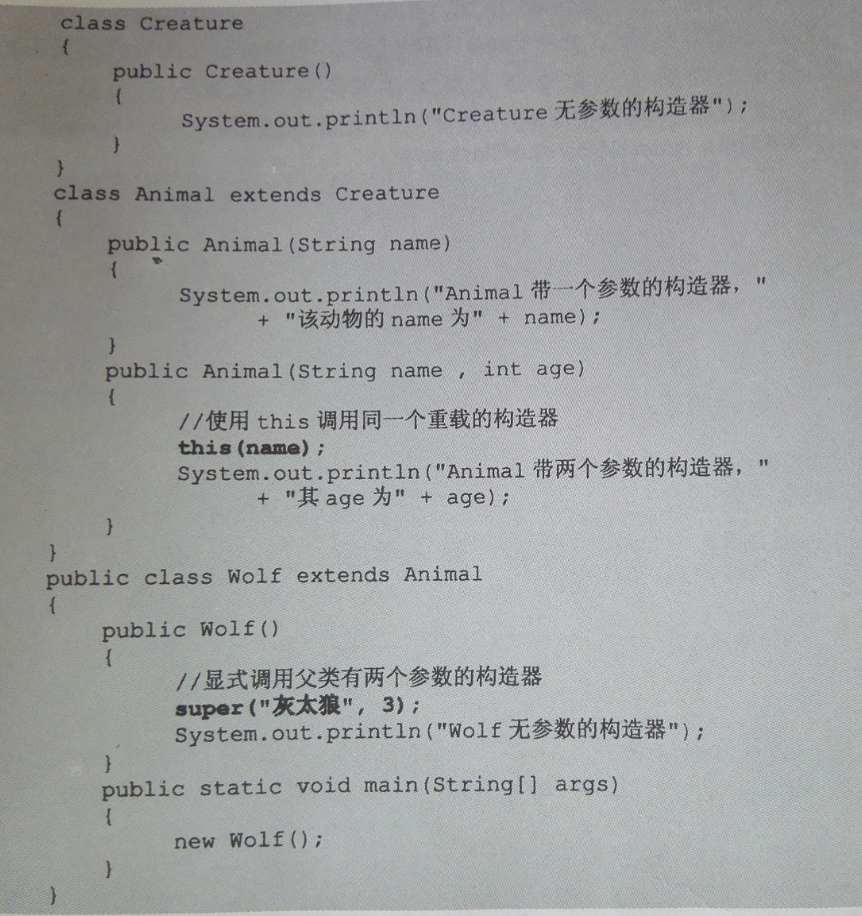 class Creature
{
public Creature()
{
System.out.println("Creature 无参数的构造器");
}
}
class Animal extends Creature
{
public Animal(String name)
{
System.out.println("Animal 带一个参数的构造器，"
+ "该动物的 name 为" + name);
}
public Animal(String name , int age)
{
//使用 this 调用同一个重载的构造器
this(name);
System.out.println("Animal 带两个参数的构造器，"
+ "其 age 为" + age);
}
}
public class Wolf extends Animal
{
public Wolf()
{
//显式调用父类有两个参数的构造器
super("灰太狼", 3);
System.out.println("Wolf 无参数的构造器");
}
public static void main(String[] args)
{
new Wolf();
}
}